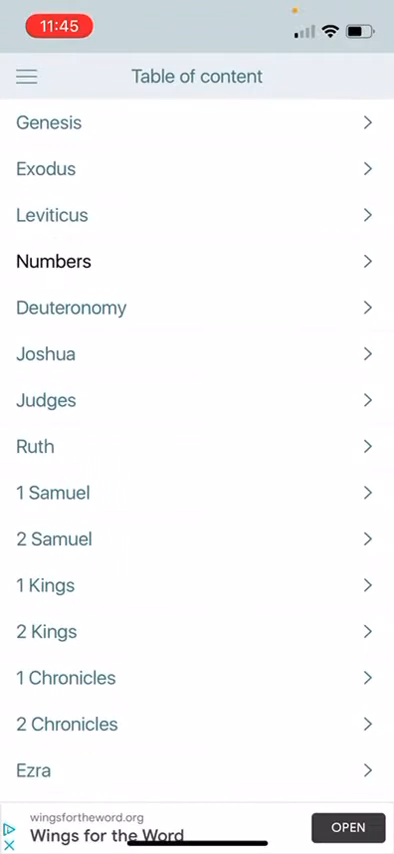 11:45
Table of content
Genesis
Exodus
Leviticus
Numbers
Deuteronomy
Joshua
Judges
Ruth
1 Samuel
2 Samuel
1 Kings
2 Kings
1 Chronicles
2 Chronicles
Ezra
wingsfortheword.org
Wings for the Word
OPEN